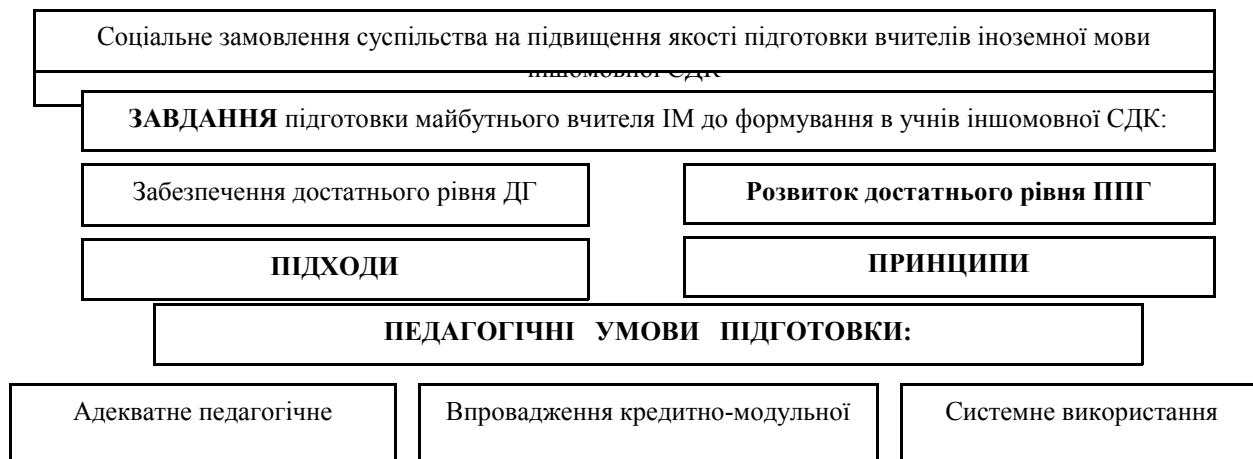 Соціальне замовлення суспільства на підвищення якості підготовки вчителів іноземної мови
іншомовної СДК
ЗАВДАННЯ підготовки майбутнього вчителя ІМ до формування в учнів іншомовної СДК:
Забезпечення достатнього рівня ДГ
Розвиток достатнього рівня ППГ
ПІДХОДИ
ПРИНЦИПИ
ПЕДАГОГІЧНІ УМОВИ ПІДГОТОВКИ:
Адекватне педагогічне
Впровадження кредитно-модульної
Системне використання